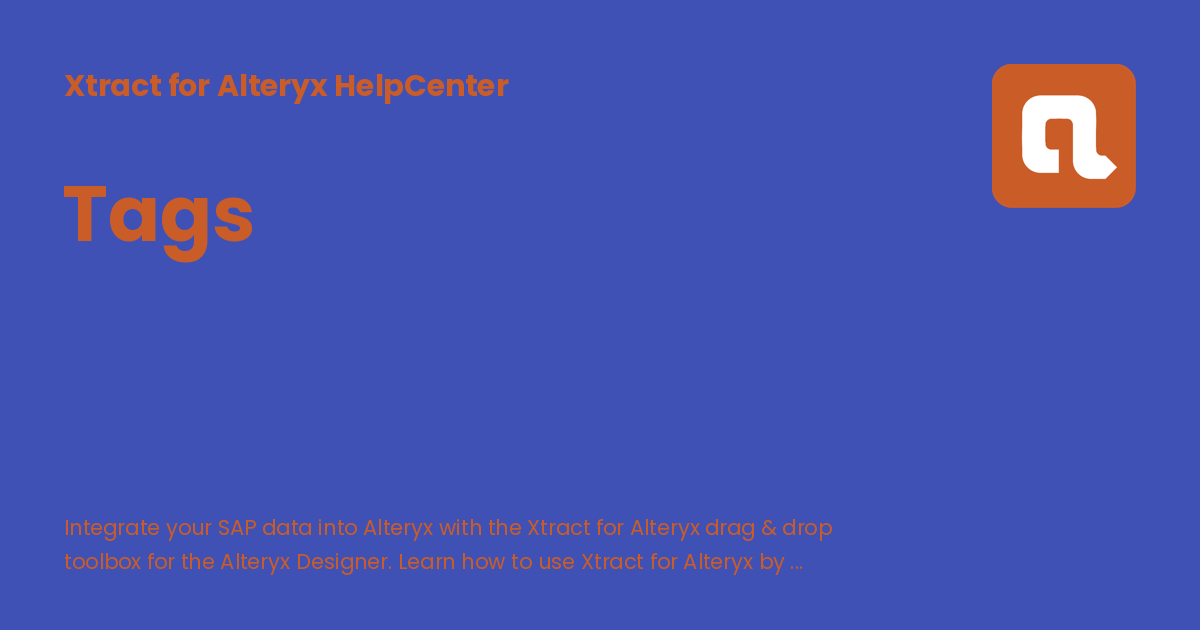 Xtract for Alteryx HelpCenter
Tags
Integrate your SAP data into Alteryx with the Xtract for Alteryx drag & drop
toolbox for the Alteryx Designer. Learn how to use Xtract for Alteryx by ...